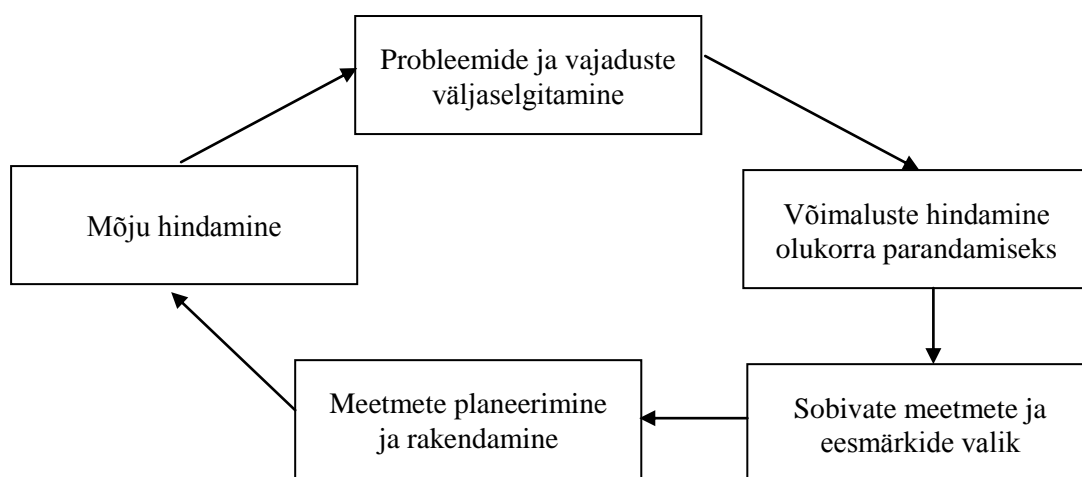 Probleemide ja vajaduste
väljaselgitamine
Võimaluste hindamine
olukorra parandamiseks
Sobivate meetmete ja
eesmärkide valik
Meetmete planeerimine
ja rakendamine
Mõju hindamine